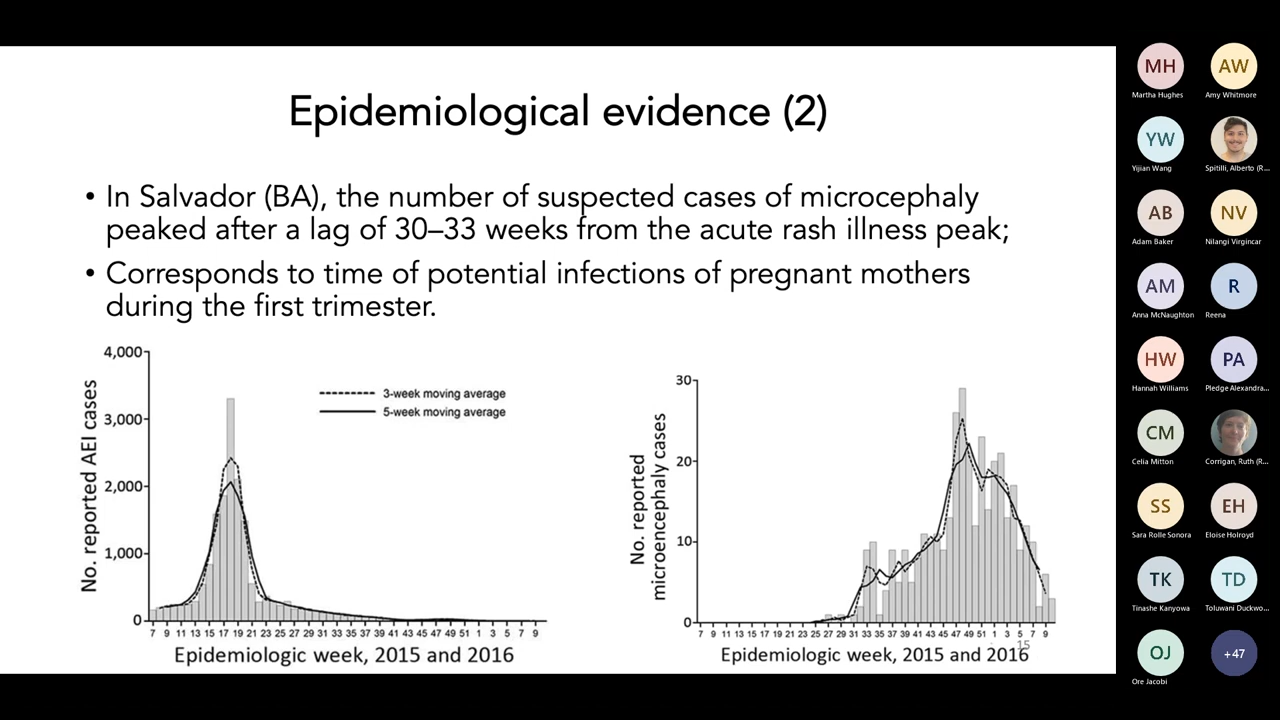 Epidemiological evidence (2)
• In Salvador (BA), the number of suspected cases of microcephaly
peaked after a lag of 30–33 weeks from the acute rash illness peak;
• Corresponds to time of potential infections of pregnant mothers
during the first trimester.
No. reported AEI cases
4,000
3,000
2,000
1,000
0
3-week moving average
5-week moving average
7 9 11 13 15 17 19 21 23 25 27 29 31 33 35 37 39 41 43 45 47 49 51 1 3 5 7 9
Epidemiologic week, 2015 and 2016
No. reported
microencephaly cases
30
20
10
0
7 9 11 13 15 17 19 21 23 25 27 29 31 33 35 37 39 41 43 45 47 49 51 1 3 5 7 9
Epidemiologic week, 2015 and 2016
15
MH
Martha Hughes
AW
Amy Whitmore
YW
Yijian Wang
Spitilli, Alberto (R...
AB
Adam Baker
NV
Nilangi Virgincar
AM
Anna McNaughton
R
Reena
HW
Hannah Williams
PA
Pledge Alexandra...
CM
Celia Mitton
Corrigan, Ruth (R...
SS
Sara Rolle Sonora
EH
Eloise Holroyd
TK
Tinashe Kanyowa
TD
Toluwani Duckwo...
OJ
Ore Jacobi
+47